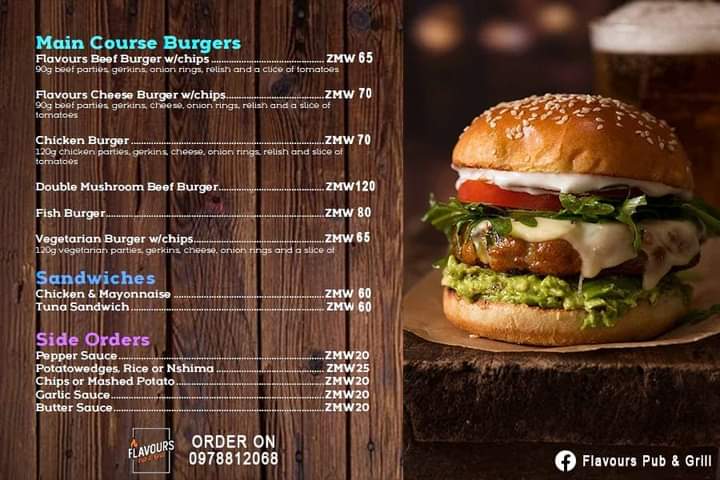 Main Course Burgers
Flavours Beef Burger w/chips ZMW 65
90g beef parties, gerkins, onion rings, relish and a clice of tomatoes
Flavours Cheese Burger w/chips ZMW 70
90g beef parties, gerkins, cheese, onion rings, relish and a slice of
tomatoes
Chicken Burger ZMW 70
120g chicken parties, gerkins, cheese, onion rings, relish and slice of
tomatoes
Double Mushroom Beef Burger ZMW 120
Fish Burger ZMW 80
Vegetarian Burger w/chips ZMW 65
120g vegetarian parties, gerkins, cheese, onion rings and a slice of
Sandwiches
Chicken & Mayonnaise ZMW 60
Tuna Sandwich ZMW 60
Side Orders
Pepper Sauce ZMW20
Potatowedges, Rice or Nshima ZMW 25
Chips or Mashed Potato ZMW20
Garlic Sauce ZMW20
Butter Sauce ZMW20
FLAVOURS
ORDER ON
0978812068
Flavours Pub & Grill